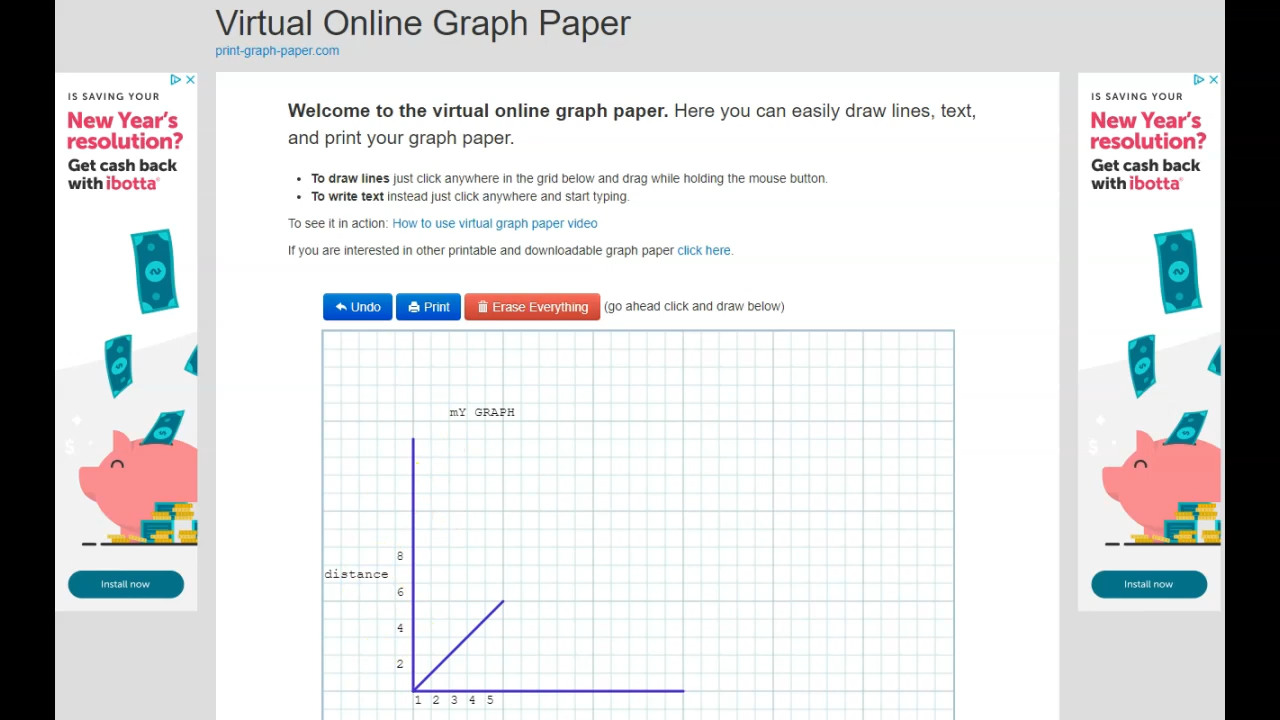 Virtual Online Graph Paper
print-graph-paper.com
IS SAVING YOUR
New Year's
resolution?
Get cash back
with ibotta
Install now
Welcome to the virtual online graph paper. Here you can easily draw lines, text,
and print your graph paper.
To draw lines just click anywhere in the grid below and drag while holding the mouse button.
To write text instead just click anywhere and start typing.
To see it in action: How to use virtual graph paper video
If you are interested in other printable and downloadable graph paper click here.
Undo Print Erase Everything (go ahead click and draw below)
mY GRAPH
8
distance
6
4
2
1 2 3 4 5
IS SAVING YOUR
New Year's
resolution?
Get cash back
with ibotta
Install now